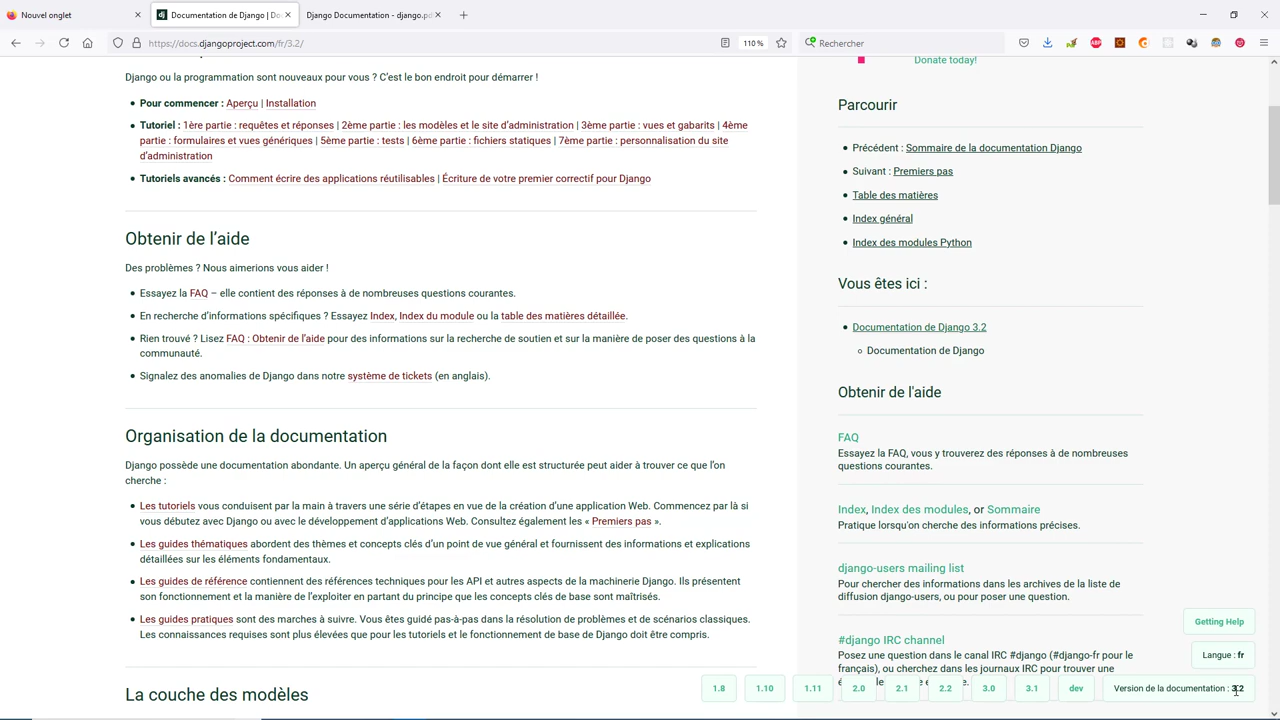 Nouvel onglet
Documentation de Django | Do
Django Documentation - django.pd
https://docs.djangoproject.com/fr/3.2/
110 %
Rechercher
Django ou la programmation sont nouveaux pour vous ? C'est le bon endroit pour démarrer !
Pour commencer : Aperçu | Installation
Tutoriel : 1ère partie : requêtes et réponses | 2ème partie : les modèles et le site d'administration | 3ème partie : vues et gabarits | 4ème
partie : formulaires et vues génériques | 5ème partie : tests | 6ème partie : fichiers statiques | 7ème partie : personnalisation du site
d'administration
Tutoriels avancés : Comment écrire des applications réutilisables | Écriture de votre premier correctif pour Django
Obtenir de l'aide
Des problèmes ? Nous aimerions vous aider !
Essayez la FAQ – elle contient des réponses à de nombreuses questions courantes.
En recherche d'informations spécifiques ? Essayez Index, Index du module ou la table des matières détaillée.
Rien trouvé ? Lisez FAQ : Obtenir de l'aide pour des informations sur la recherche de soutien et sur la manière de poser des questions à la
communauté.
Signalez des anomalies de Django dans notre système de tickets (en anglais).
Organisation de la documentation
Django possède une documentation abondante. Un aperçu général de la façon dont elle est structurée peut aider à trouver ce que l'on
cherche :
Les tutoriels vous conduisent par la main à travers une série d'étapes en vue de la création d'une application Web. Commencez par là si
vous débutez avec Django ou avec le développement d'applications Web. Consultez également les « Premiers pas ».
Les guides thématiques abordent des thèmes et concepts clés d'un point de vue général et fournissent des informations et explications
détaillées sur les éléments fondamentaux.
Les guides de référence contiennent des références techniques pour les API et autres aspects de la machinerie Django. Ils présentent
son fonctionnement et la manière de l'exploiter en partant du principe que les concepts clés de base sont maîtrisés.
Les guides pratiques sont des marches à suivre. Vous êtes guidé pas-à-pas dans la résolution de problèmes et de scénarios classiques.
Les connaissances requises sont plus élevées que pour les tutoriels et le fonctionnement de base de Django doit être compris.
La couche des modèles
Donate today!
Parcourir
Précédent : Sommaire de la documentation Django
Suivant : Premiers pas
Table des matières
Index général
Index des modules Python
Vous êtes ici :
Documentation de Django 3.2
Documentation de Django
Obtenir de l'aide
FAQ
Essayez la FAQ, vous y trouverez des réponses à de nombreuses
questions courantes.
Index, Index des modules, or Sommaire
Pratique lorsqu'on cherche des informations précises.
django-users mailing list
Pour chercher des informations dans les archives de la liste de
diffusion django-users, ou pour poser une question.
#django IRC channel
Posez une question dans le canal IRC #django (#django-fr pour le
français), ou cherchez dans les journaux IRC pour trouver une
Getting Help
Langue : fr
1.8 1.10 1.11 2.0 2.1 2.2 3.0 3.1 dev Version de la documentation : 3.2